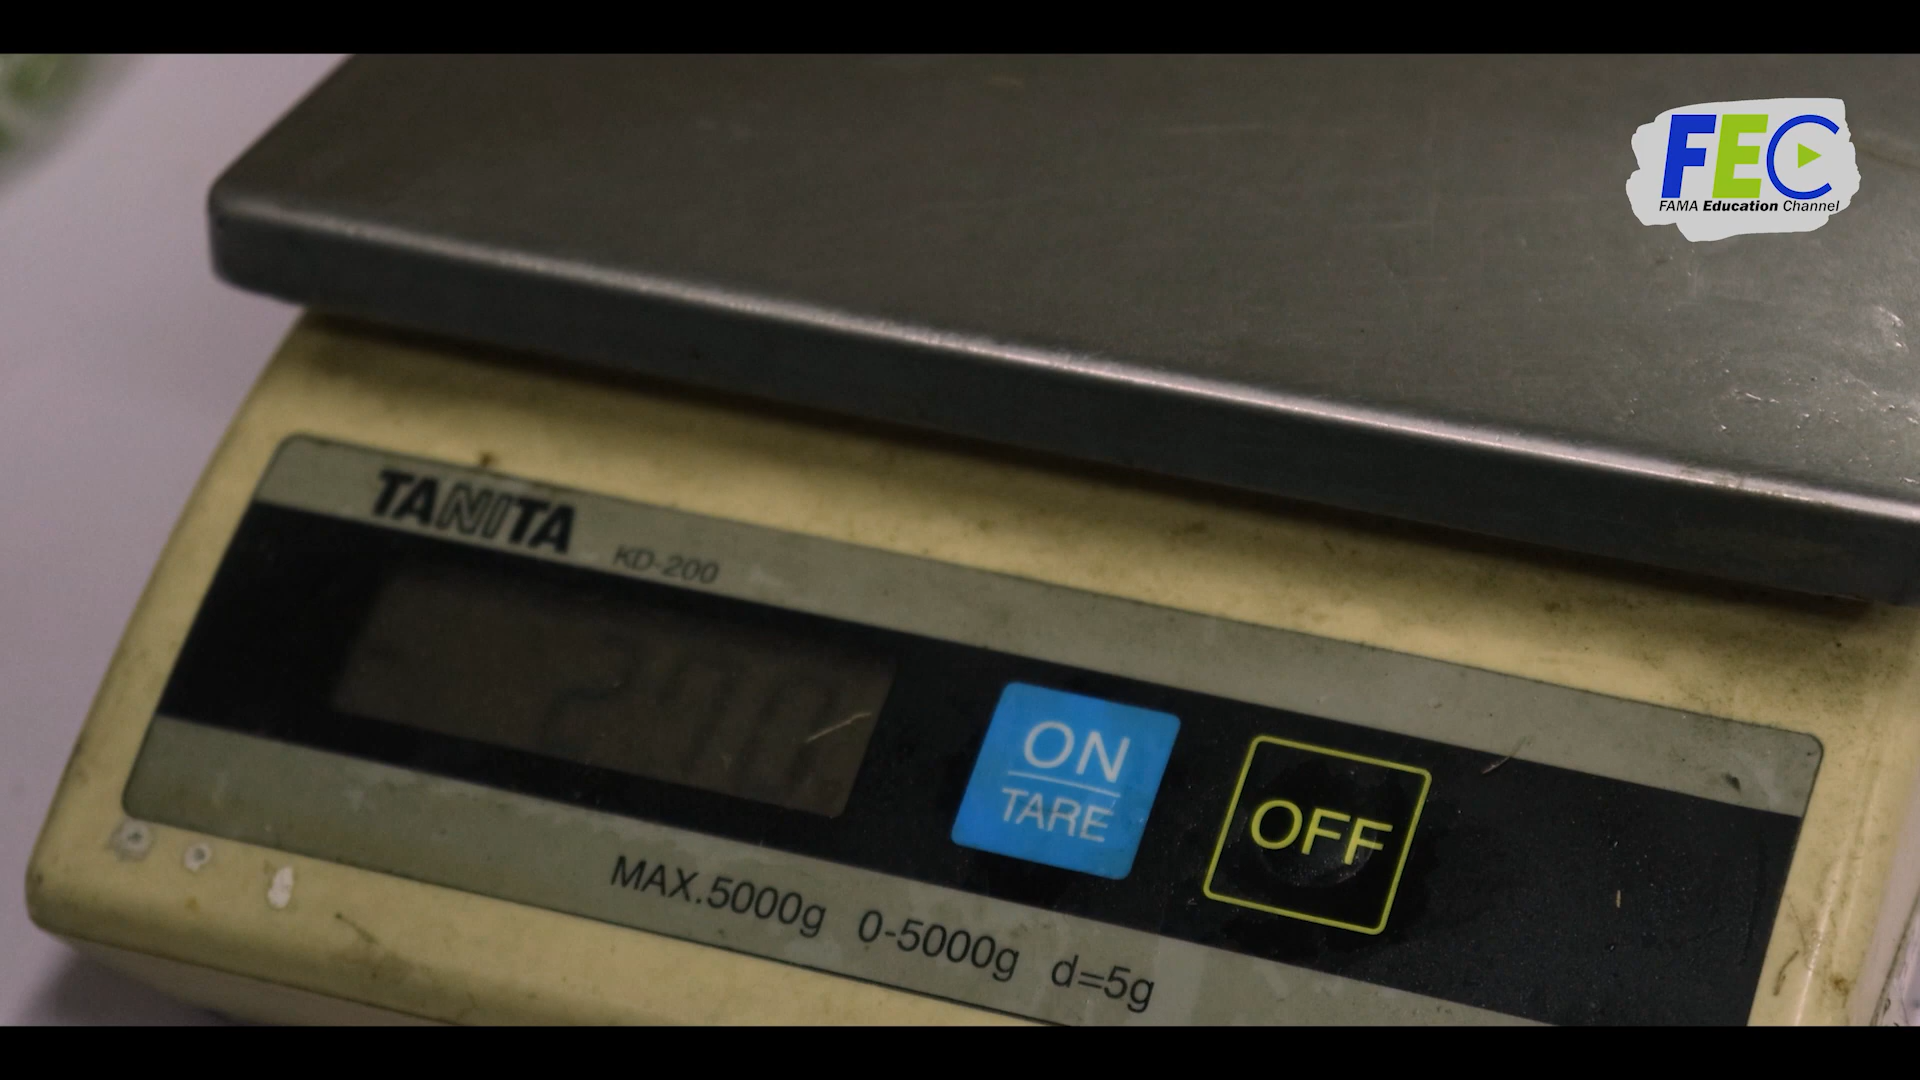 FEC
FAMA Education Channel
TANITA KD-200
ON
TARE
OFF
MAX.5000g 0-5000g d=5g